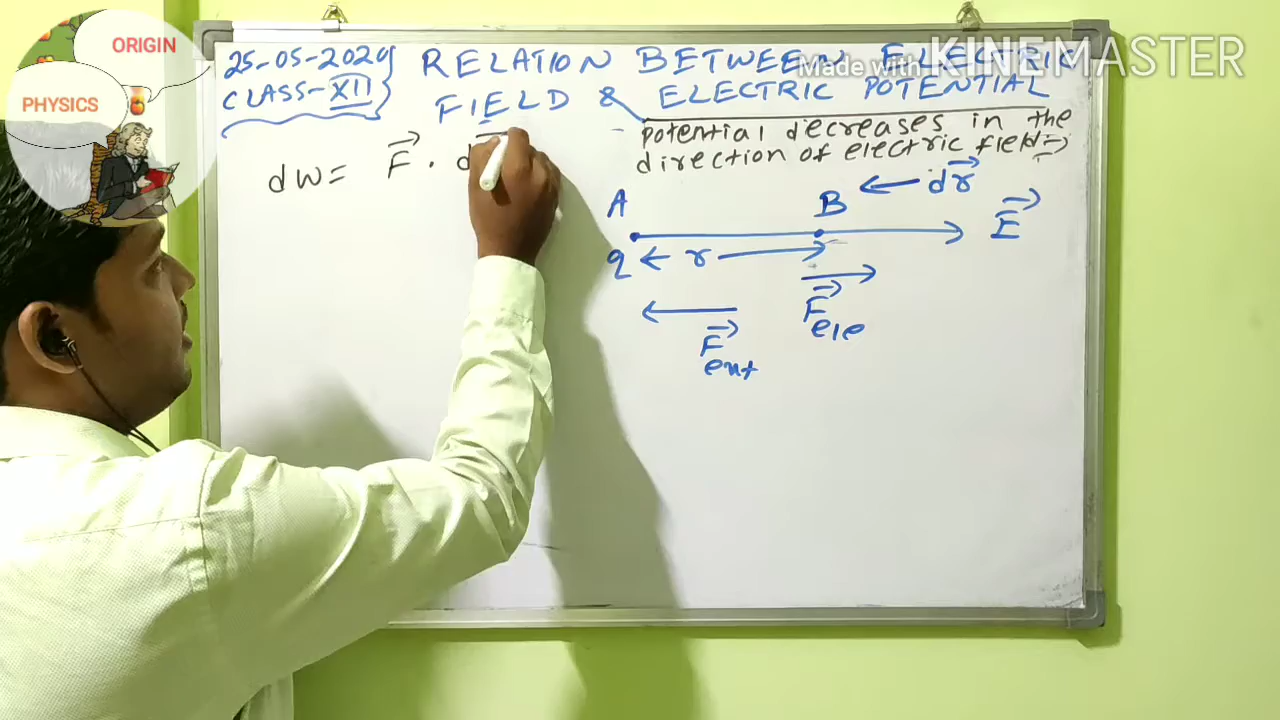 ORIGIN
PHYSICS
Made with KINEMASTER
25-05-2020
CLASS-XII
RELATION BETWEEN ELECTRIC
FIELD & ELECTRIC POTENTIAL
potential decreases in the
direction of electric field=)
dw= F . d
A B dr
E
q r
F ele
F ext